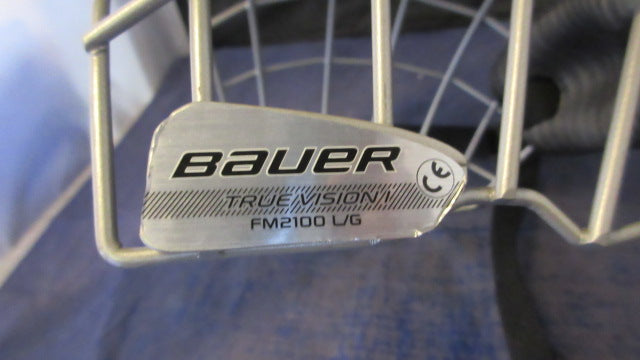 BAUER
TRUE VISION I
FM2100 L/G
CE